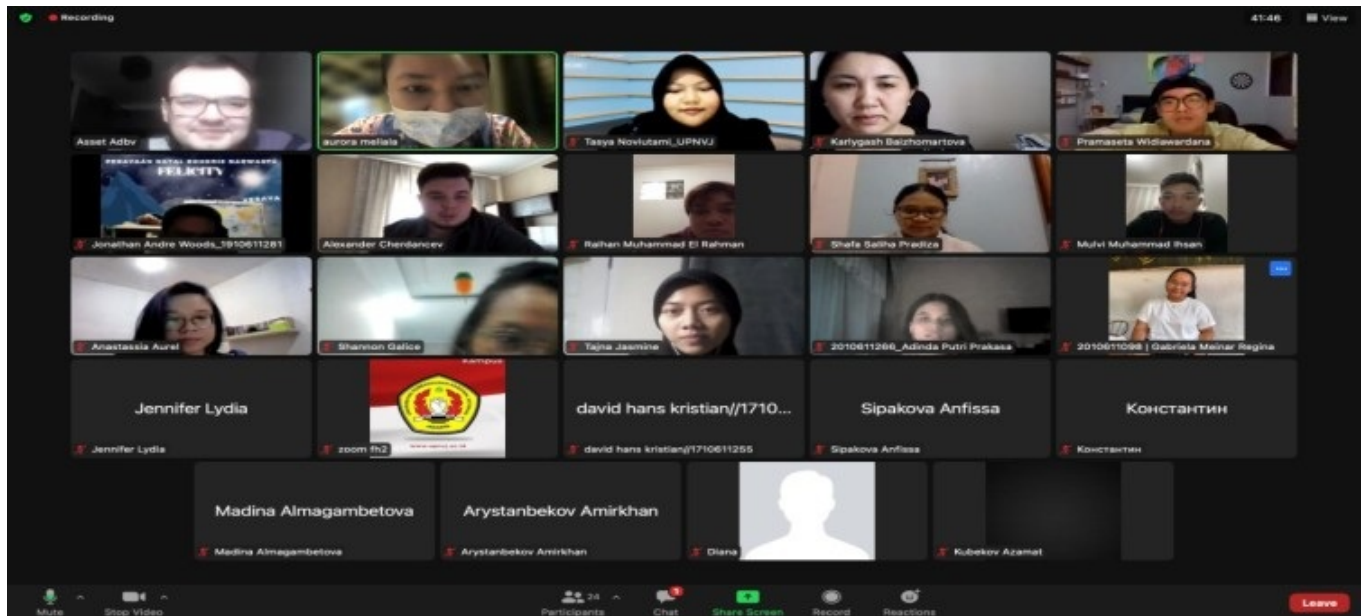 Recording
41:46
View
Asset Adbv
aurora meliala
Tasya Noviutami_UPNVJ
Karlygash Baizhomartova
Pramaseta Widiawardana
FELICITY
Jonathan Andre Woods_1910611281
Alexander Cherdancev
Raihan Muhammad El Rahman
Shafa Saliha Pradiza
Mulvi Muhammad Ihsan
Anastassia Aurel
Shannon Galice
Tajna Jasmine
2010611266_Adinda Putri Prakasa
2010611098 | Gabriela Meinar Regina
Jennifer Lydia
Jennifer Lydia
Kampus
zoom fh2
david hans kristian//1710...
david hans kristian//1710611255
Sipakova Anfissa
Sipakova Anfissa
Константин
Константин
Madina Almagambetova
Madina Almagambetova
Arystanbekov Amirkhan
Arystanbekov Amirkhan
Diana
Kubekov Azamat
Mute
Stop Video
24
Participants
1
Chat
Share Screen
Record
Reactions
Leave